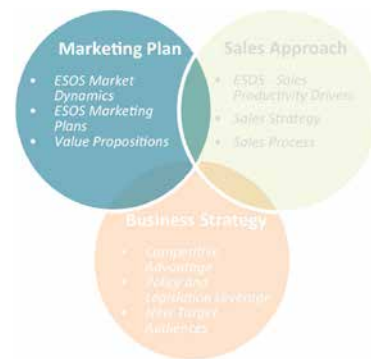 Marketing Plan
• ESOS Market
Dynamics
• ESOS Marketing
Plans
• Value Propositions
Sales Approach
• ESOS - Sales
Productivity Drivers
• Sales Strategy
• Sales Process
Business Strategy
• Competitive
Advantage
• Policy and
Legislation Leverage
• New Target
Audiences